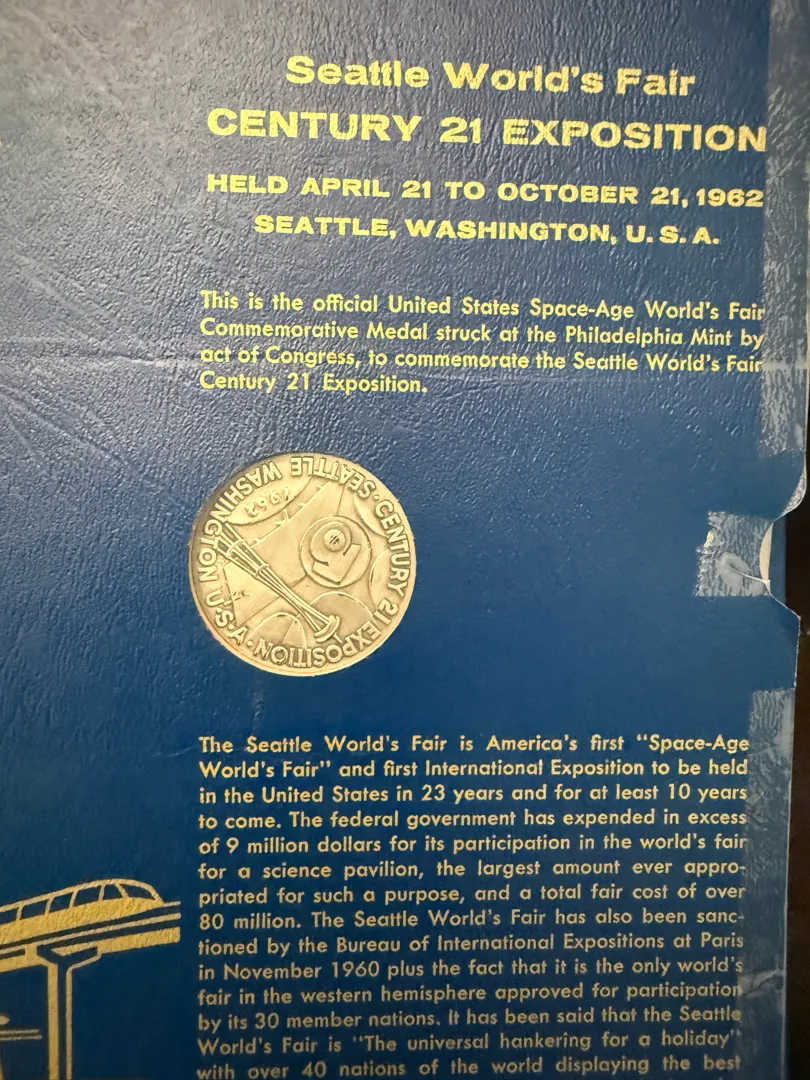 Seattle World's Fair
CENTURY 21 EXPOSITION
HELD APRIL 21 TO OCTOBER 21, 1962
SEATTLE, WASHINGTON, U. S. A.
This is the official United States Space-Age World's Fair
Commemorative Medal struck at the Philadelphia Mint by
act of Congress, to commemorate the Seattle World's Fair
Century 21 Exposition.
SEATTLE WASHINGTON U·S·A· CENTURY 21 EXPOSITION
1962
21
The Seattle World's Fair is America's first "Space-Age
World's Fair" and first International Exposition to be held
in the United States in 23 years and for at least 10 years
to come. The federal government has expended in excess
of 9 million dollars for its participation in the world's fair
for a science pavilion, the largest amount ever appro-
priated for such a purpose, and a total fair cost of over
80 million. The Seattle World's Fair has also been sanc-
tioned by the Bureau of International Expositions at Paris
in November 1960 plus the fact that it is the only world's
fair in the western hemisphere approved for participation
by its 30 member nations. It has been said that the Seattle
World's Fair is "The universal hankering for a holiday"
with over 40 nations of the world displaying the best